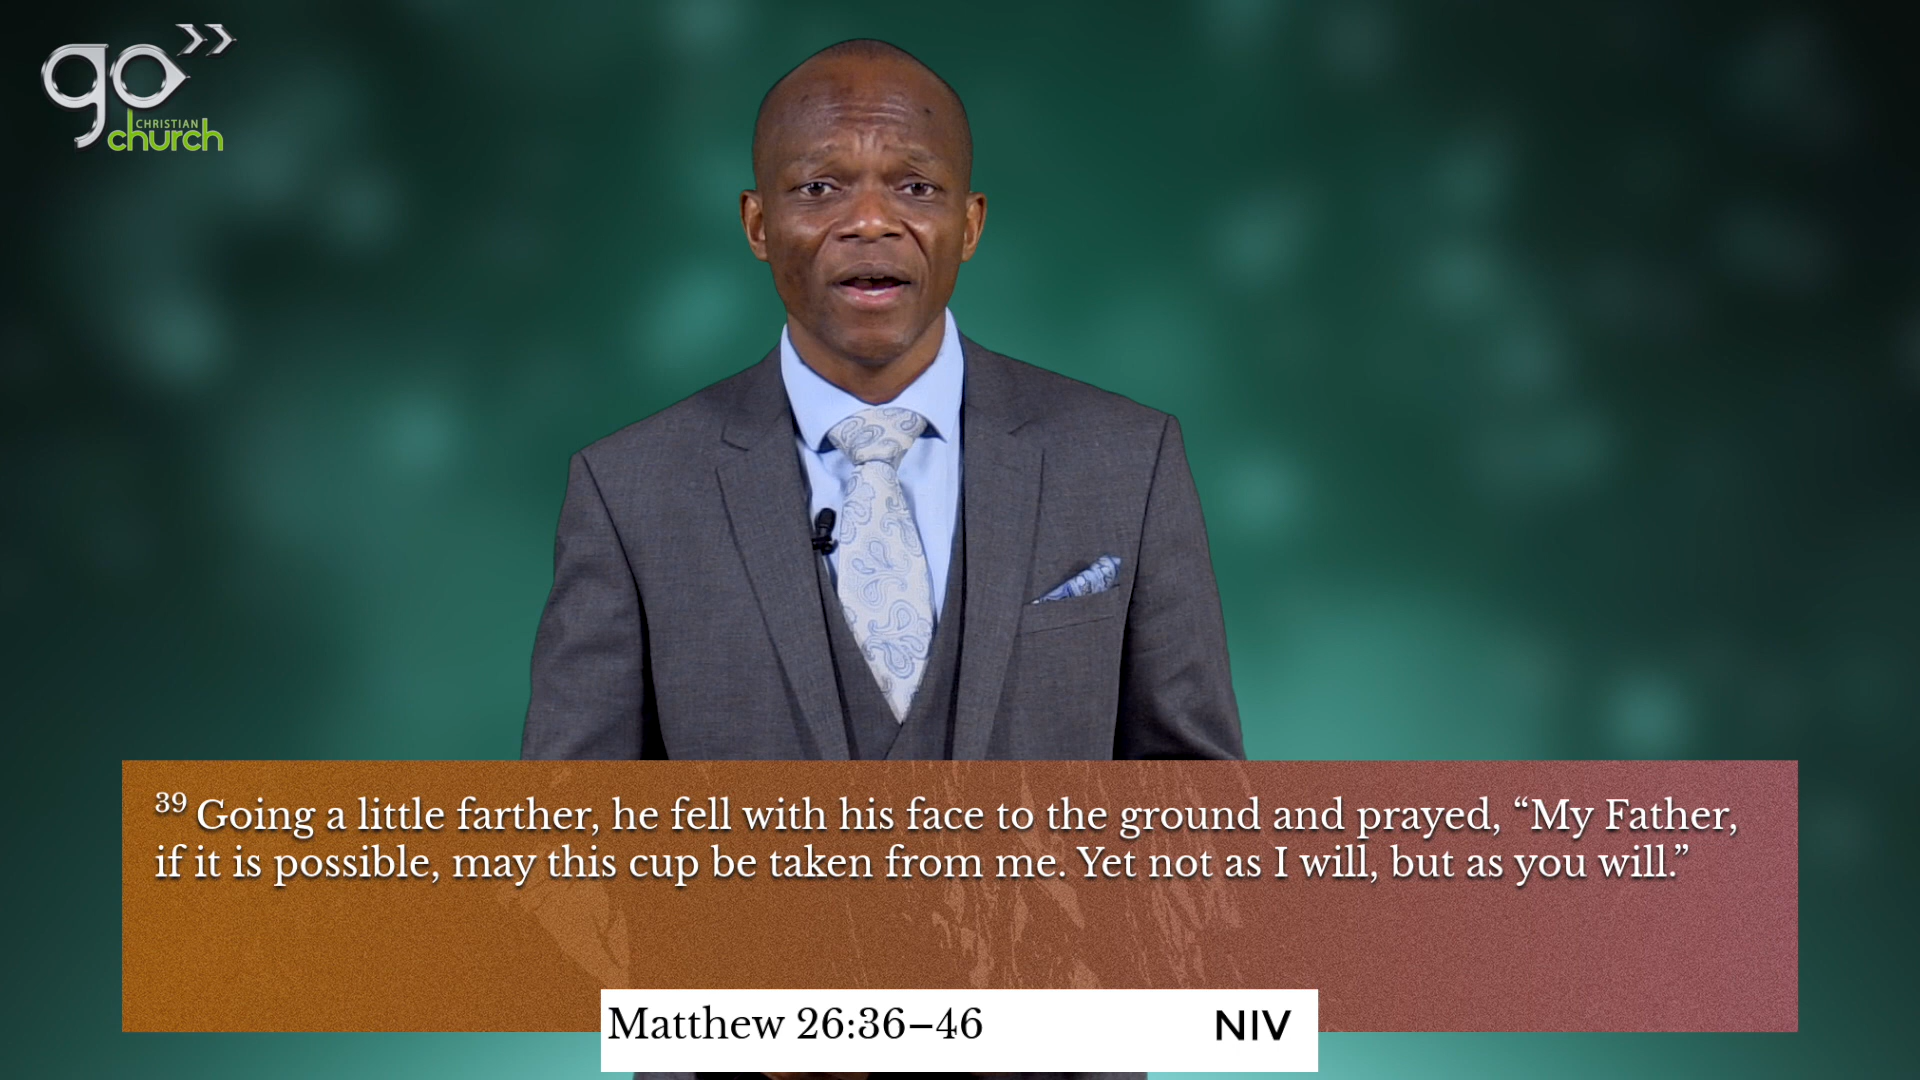 go
CHRISTIAN
church
39 Going a little farther, he fell with his face to the ground and prayed, “My Father,
if it is possible, may this cup be taken from me. Yet not as I will, but as you will.”
Matthew 26:36–46 NIV